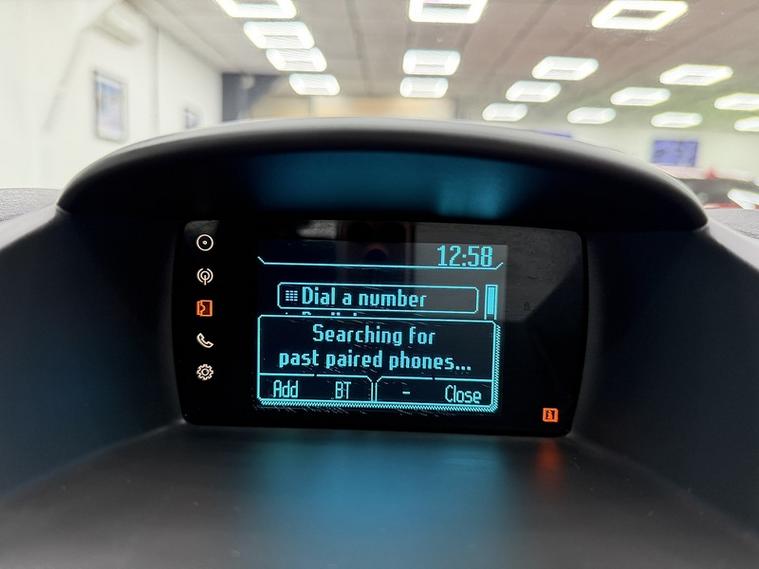 12:58
Dial a number
Searching for
past paired phones...
Add BT - Close